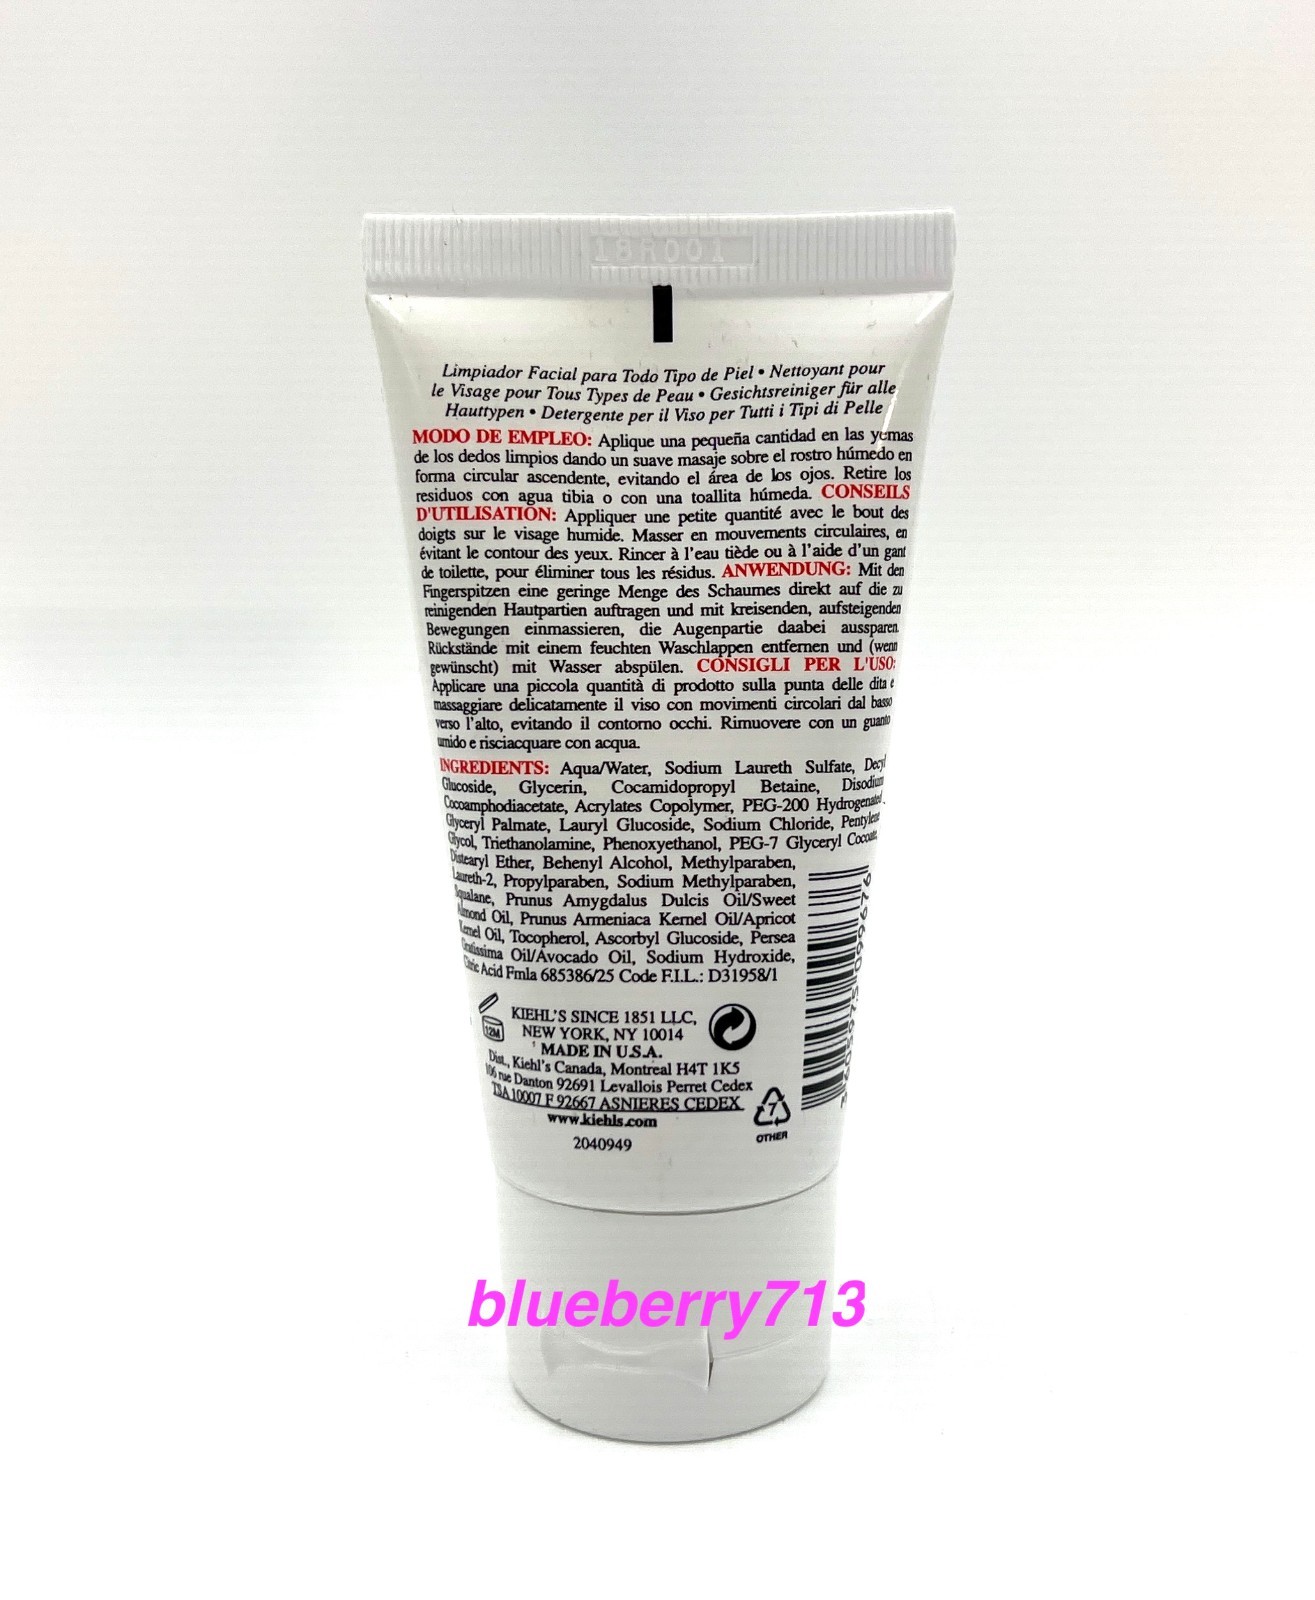 18R001
Limpiador Facial para Todo Tipo de Piel • Nettoyant pour
le Visage pour Tous Types de Peau • Gesichtsreiniger für alle
Hauttypen • Detergente per il Viso per Tutti i Tipi di Pelle
MODO DE EMPLEO: Aplique una pequeña cantidad en las yemas
de los dedos limpios dando un suave masaje sobre el rostro húmedo en
forma circular ascendente, evitando el área de los ojos. Retire los
residuos con agua tibia o con una toallita húmeda. CONSEILS
D'UTILISATION: Appliquer une petite quantité avec le bout des
doigts sur le visage humide. Masser en mouvements circulaires, en
évitant le contour des yeux. Rincer à l'eau tiède ou à l'aide d'un gant
de toilette, pour éliminer tous les résidus. ANWENDUNG: Mit den
Fingerspitzen eine geringe Menge des Schaumes direkt auf die zu
reinigenden Hautpartien auftragen und mit kreisenden, aufsteigenden
Bewegungen einmassieren, die Augenpartie daabei aussparen.
Rückstände mit einem feuchten Waschlappen entfernen und (wenn
gewünscht) mit Wasser abspülen. CONSIGLI PER L'USO:
Applicare una piccola quantità di prodotto sulla punta delle dita e
massaggiare delicatamente il viso con movimenti circolari dal basso
verso l'alto, evitando il contorno occhi. Rimuovere con un guanto
umido e risciacquare con acqua.
INGREDIENTS: Aqua/Water, Sodium Laureth Sulfate, Decyl
Glucoside, Glycerin, Cocamidopropyl Betaine, Disodium
Cocoamphodiacetate, Acrylates Copolymer, PEG-200 Hydrogenated
Glyceryl Palmate, Lauryl Glucoside, Sodium Chloride, Pentylene
Glycol, Triethanolamine, Phenoxyethanol, PEG-7 Glyceryl Cocoate,
Distearyl Ether, Behenyl Alcohol, Methylparaben,
Laureth-2, Propylparaben, Sodium Methylparaben,
Squalane, Prunus Amygdalus Dulcis Oil/Sweet
Almond Oil, Prunus Armeniaca Kernel Oil/Apricot
Kernel Oil, Tocopherol, Ascorbyl Glucoside, Persea
Gratissima Oil/Avocado Oil, Sodium Hydroxide,
Citric Acid Fmla 685386/25 Code F.I.L.: D31958/1
12M
KIEHL'S SINCE 1851 LLC,
NEW YORK, NY 10014
MADE IN U.S.A.
Dist., Kiehl's Canada, Montreal H4T 1K5
106 rue Danton 92691 Levallois Perret Cedex
TSA 10007 F 92667 ASNIERES CEDEX
www.kiehls.com
2040949
7
OTHER
blueberry713